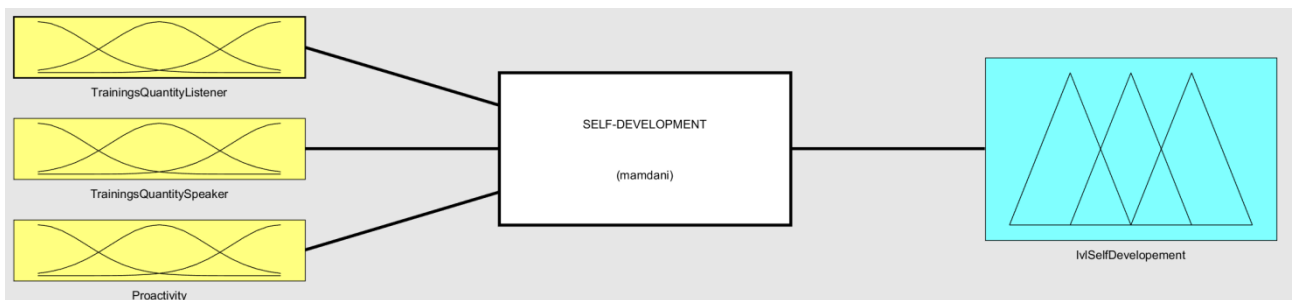 TrainingsQuantityListener
TrainingsQuantitySpeaker
Proactivity
SELF-DEVELOPMENT
(mamdani)
lvlSelfDevelopement